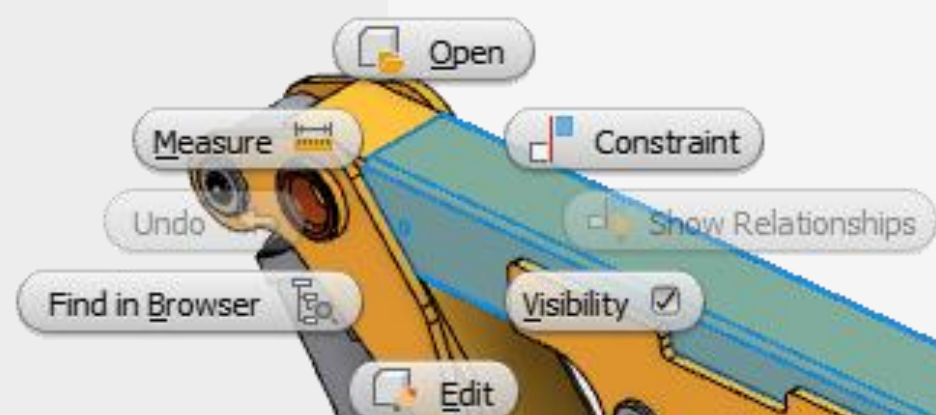 Open
Measure
Constraint
Undo
Show Relationships
Find in Browser
Visibility
Edit